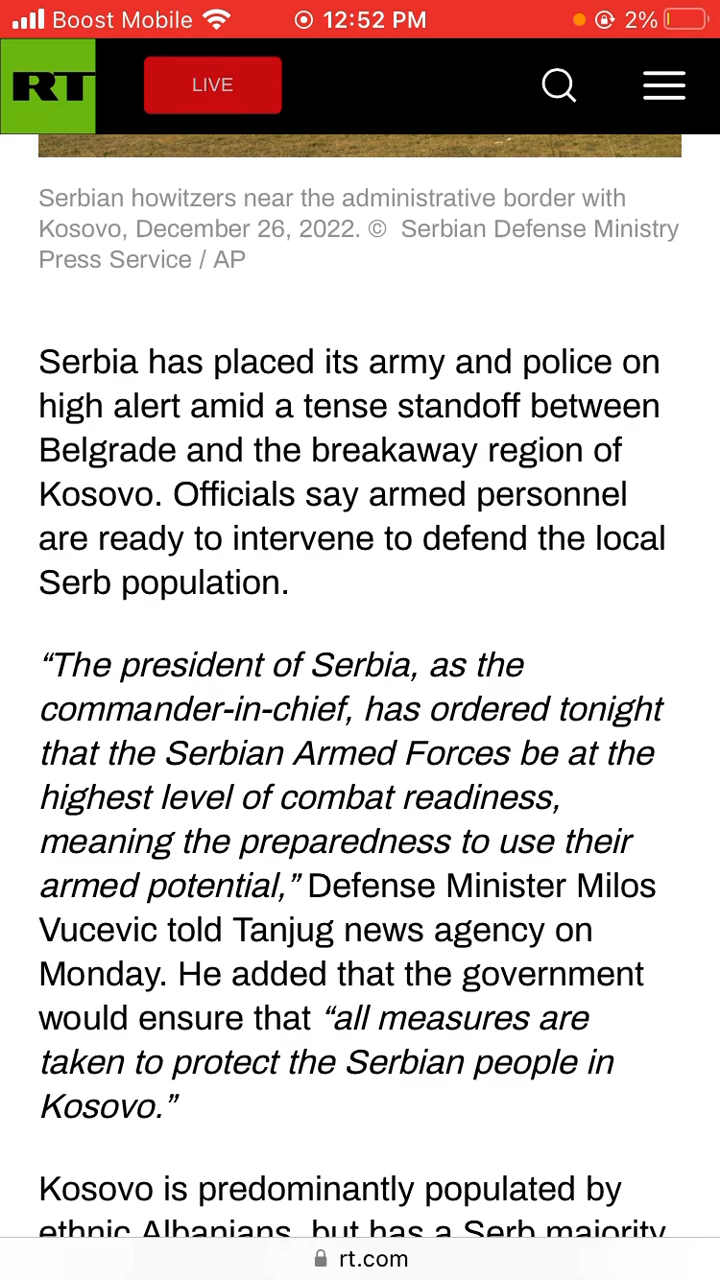 Boost Mobile 12:52 PM 2%
RT LIVE
Serbian howitzers near the administrative border with
Kosovo, December 26, 2022. © Serbian Defense Ministry
Press Service / AP
Serbia has placed its army and police on
high alert amid a tense standoff between
Belgrade and the breakaway region of
Kosovo. Officials say armed personnel
are ready to intervene to defend the local
Serb population.
“The president of Serbia, as the
commander-in-chief, has ordered tonight
that the Serbian Armed Forces be at the
highest level of combat readiness,
meaning the preparedness to use their
armed potential,” Defense Minister Milos
Vucevic told Tanjug news agency on
Monday. He added that the government
would ensure that “all measures are
taken to protect the Serbian people in
Kosovo.”
Kosovo is predominantly populated by
ethnic Albanians, but has a Serb majority
rt.com